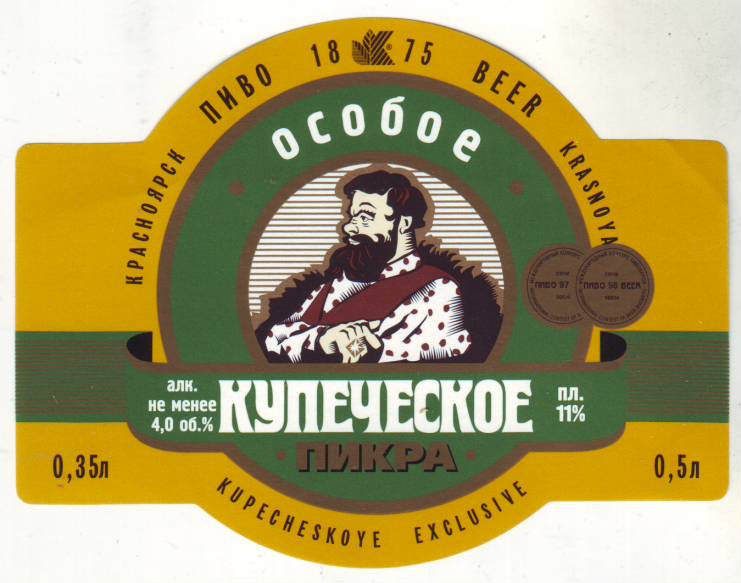 КРАСНОЯРСК ПИВО 18 75 BEER KRASNOYA
особое
ПИВО 97
ПИВО 98 BEER
алк.
не менее
4,0 об.%
КУПЕЧЕСКОЕ
пл.
11%
ПИКРА
0,35л
0,5л
KUPECHESKOYE EXCLUSIVE